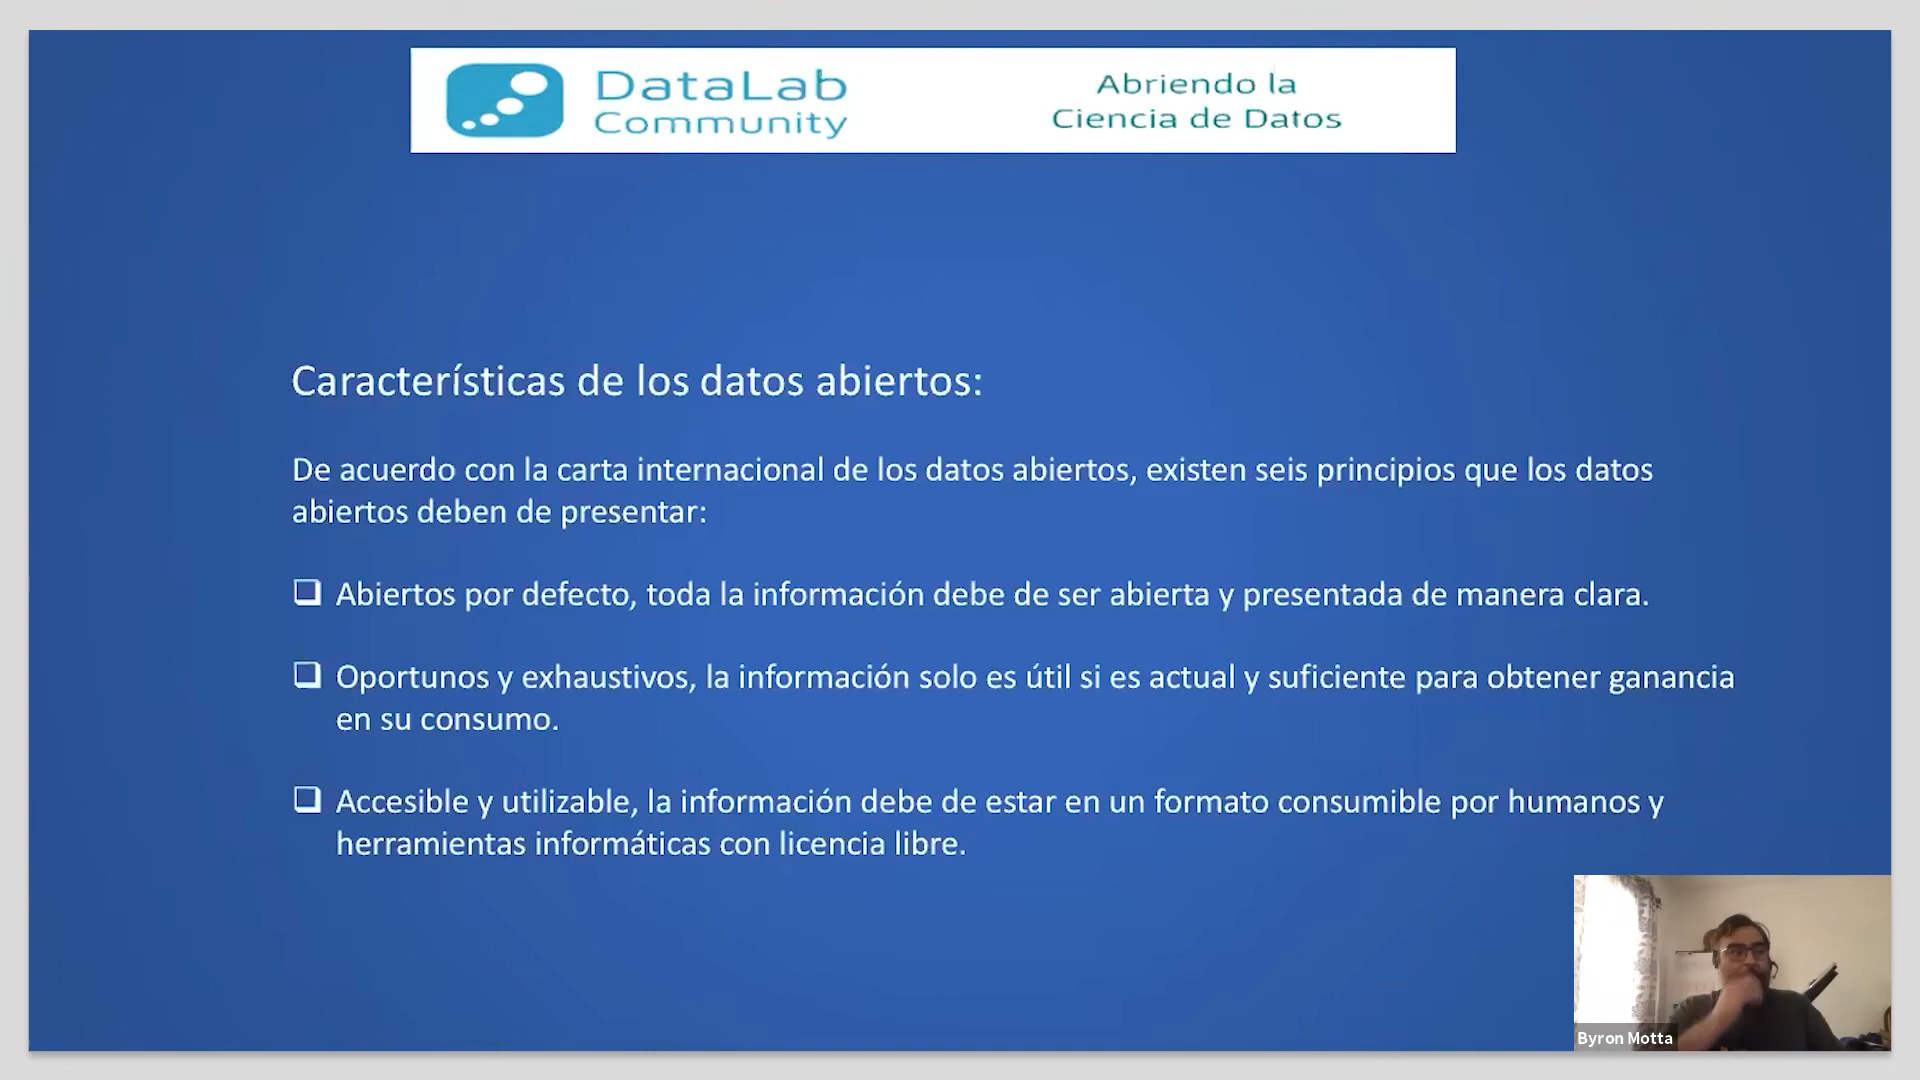 DataLab
Community
Abriendo la
Ciencia de Datos
Características de los datos abiertos:
De acuerdo con la carta internacional de los datos abiertos, existen seis principios que los datos
abiertos deben de presentar:
Abiertos por defecto, toda la información debe de ser abierta y presentada de manera clara.
Oportunos y exhaustivos, la información solo es útil si es actual y suficiente para obtener ganancia
en su consumo.
Accesible y utilizable, la información debe de estar en un formato consumible por humanos y
herramientas informáticas con licencia libre.
Byron Motta